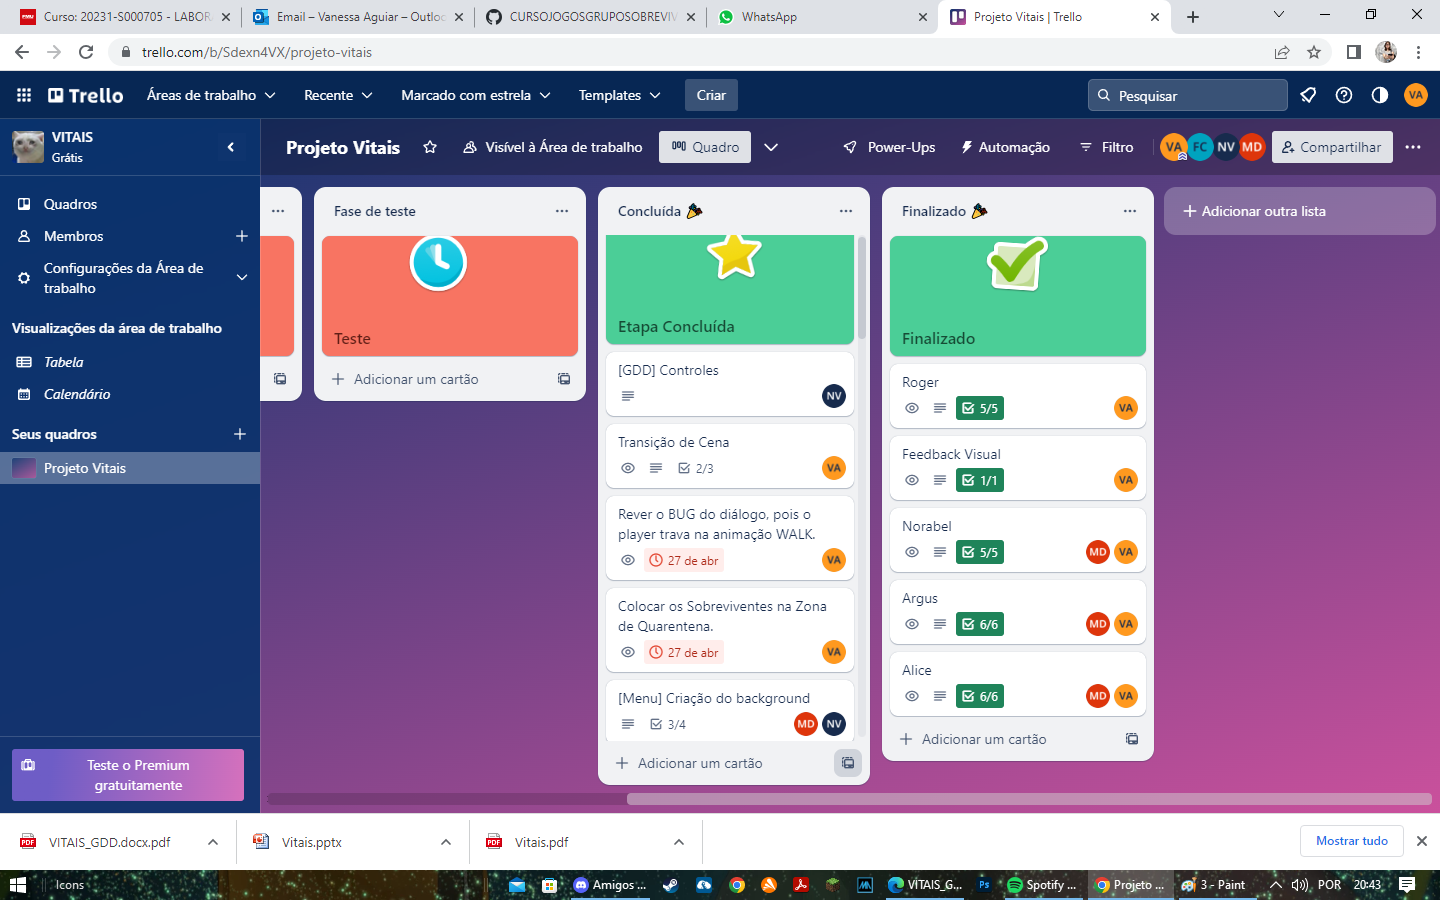 Curso: 20231-S000705 - LABOR
Email – Vanessa Aguiar – Outloo
CURSOJOGOSGRUPOSOBREVIV
WhatsApp
Projeto Vitais | Trello
trello.com/b/Sdexn4VX/projeto-vitais
Trello
Áreas de trabalho
Recente
Marcado com estrela
Templates
Criar
Pesquisar
VA
VITAIS
Grátis
Projeto Vitais
Visível à Área de trabalho
Quadro
Power-Ups
Automação
Filtro
VA FC NV MD
Compartilhar
Quadros
Membros
Configurações da Área de
trabalho
Visualizações da área de trabalho
Tabela
Calendário
Seus quadros
Projeto Vitais
Teste o Premium
gratuitamente
Fase de teste
Teste
Adicionar um cartão
Concluída
Etapa Concluída
[GDD] Controles
NV
Transição de Cena
2/3
VA
Rever o BUG do diálogo, pois o
player trava na animação WALK.
27 de abr
VA
Colocar os Sobreviventes na Zona
de Quarentena.
27 de abr
VA
[Menu] Criação do background
3/4
MD NV
Adicionar um cartão
Finalizado
Finalizado
Roger
5/5
VA
Feedback Visual
1/1
VA
Norabel
5/5
MD VA
Argus
6/6
MD VA
Alice
6/6
MD VA
Adicionar um cartão
Adicionar outra lista
VITAIS_GDD.docx.pdf
Vitais.pptx
Vitais.pdf
Mostrar tudo
Icons
Amigos ...
VITAIS_G...
Ps
Spotify ...
Projeto ...
3 - Paint
POR
20:43